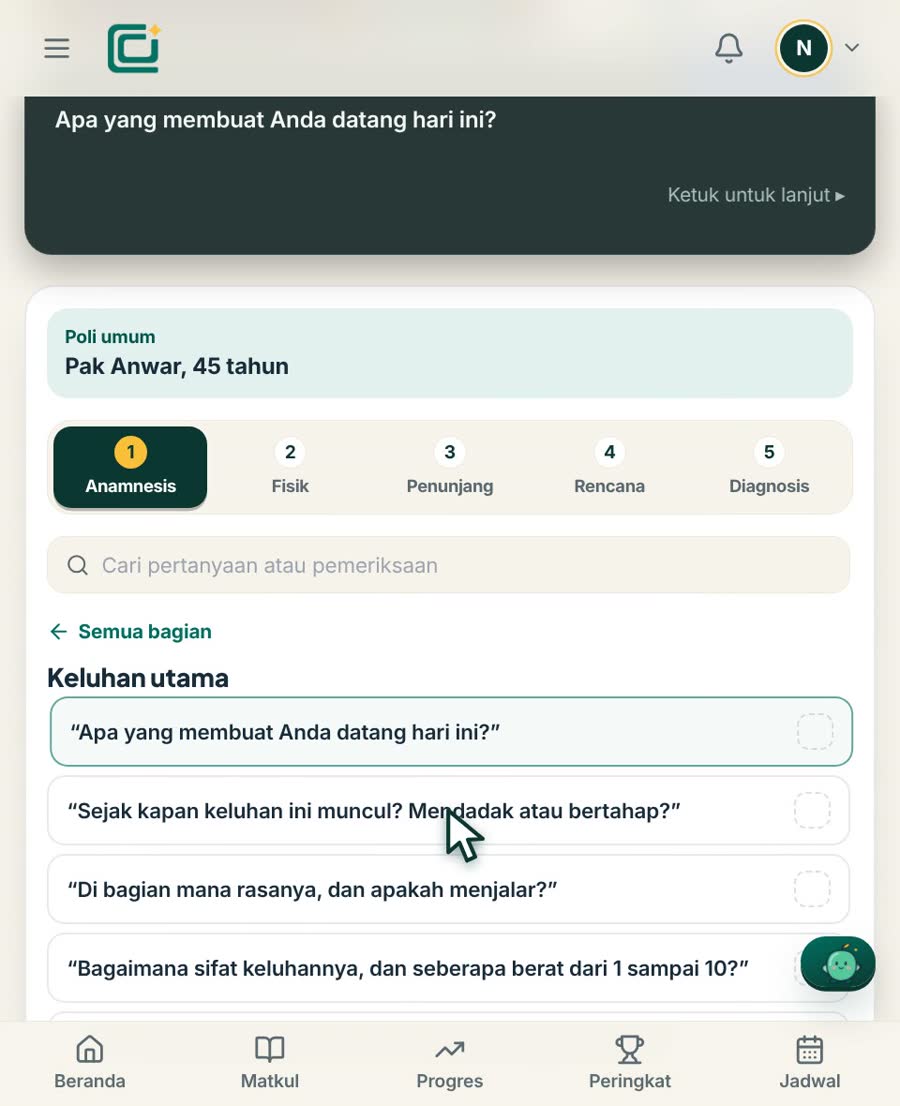 N
Apa yang membuat Anda datang hari ini?
Ketuk untuk lanjut ▸
Poli umum
Pak Anwar, 45 tahun
1
Anamnesis
2
Fisik
3
Penunjang
4
Rencana
5
Diagnosis
Cari pertanyaan atau pemeriksaan
← Semua bagian
Keluhan utama
“Apa yang membuat Anda datang hari ini?”
“Sejak kapan keluhan ini muncul? Mendadak atau bertahap?”
“Di bagian mana rasanya, dan apakah menjalar?”
“Bagaimana sifat keluhannya, dan seberapa berat dari 1 sampai 10?”
Beranda
Matkul
Progres
Peringkat
Jadwal